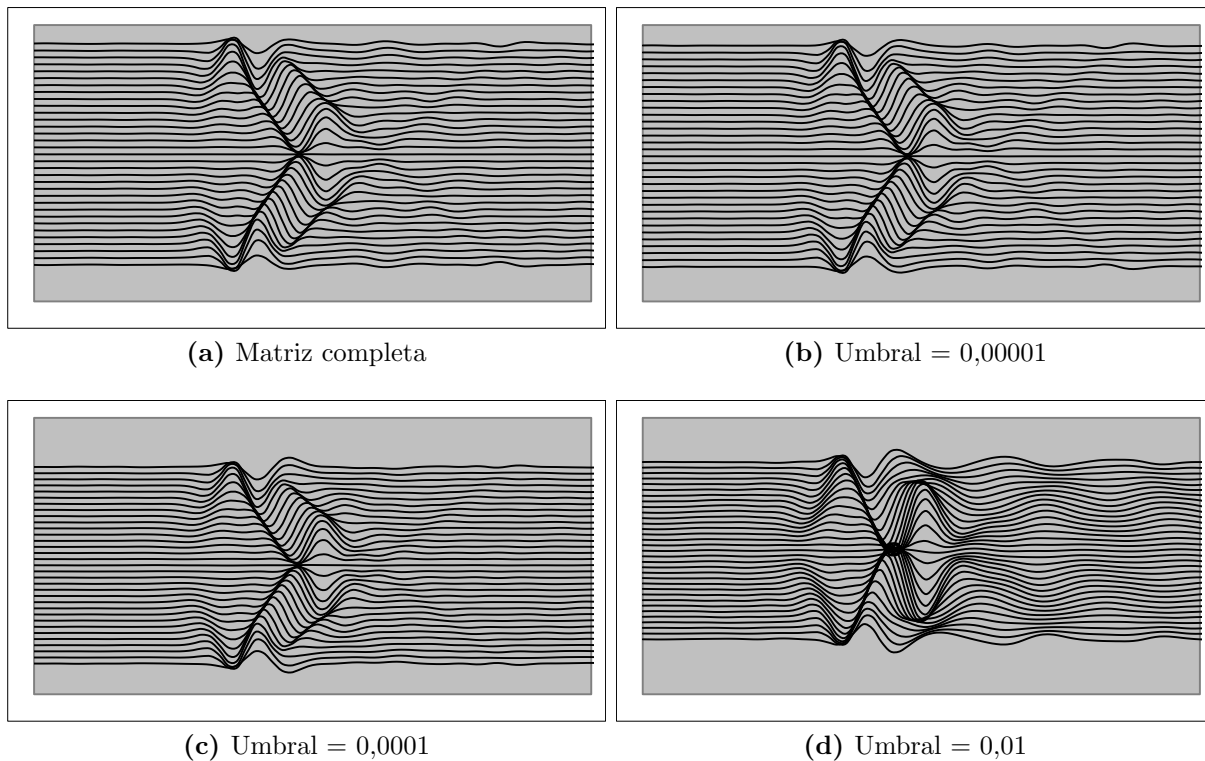 (a) Matriz completa
(b) Umbral = 0,00001
(c) Umbral = 0,0001
(d) Umbral = 0,01